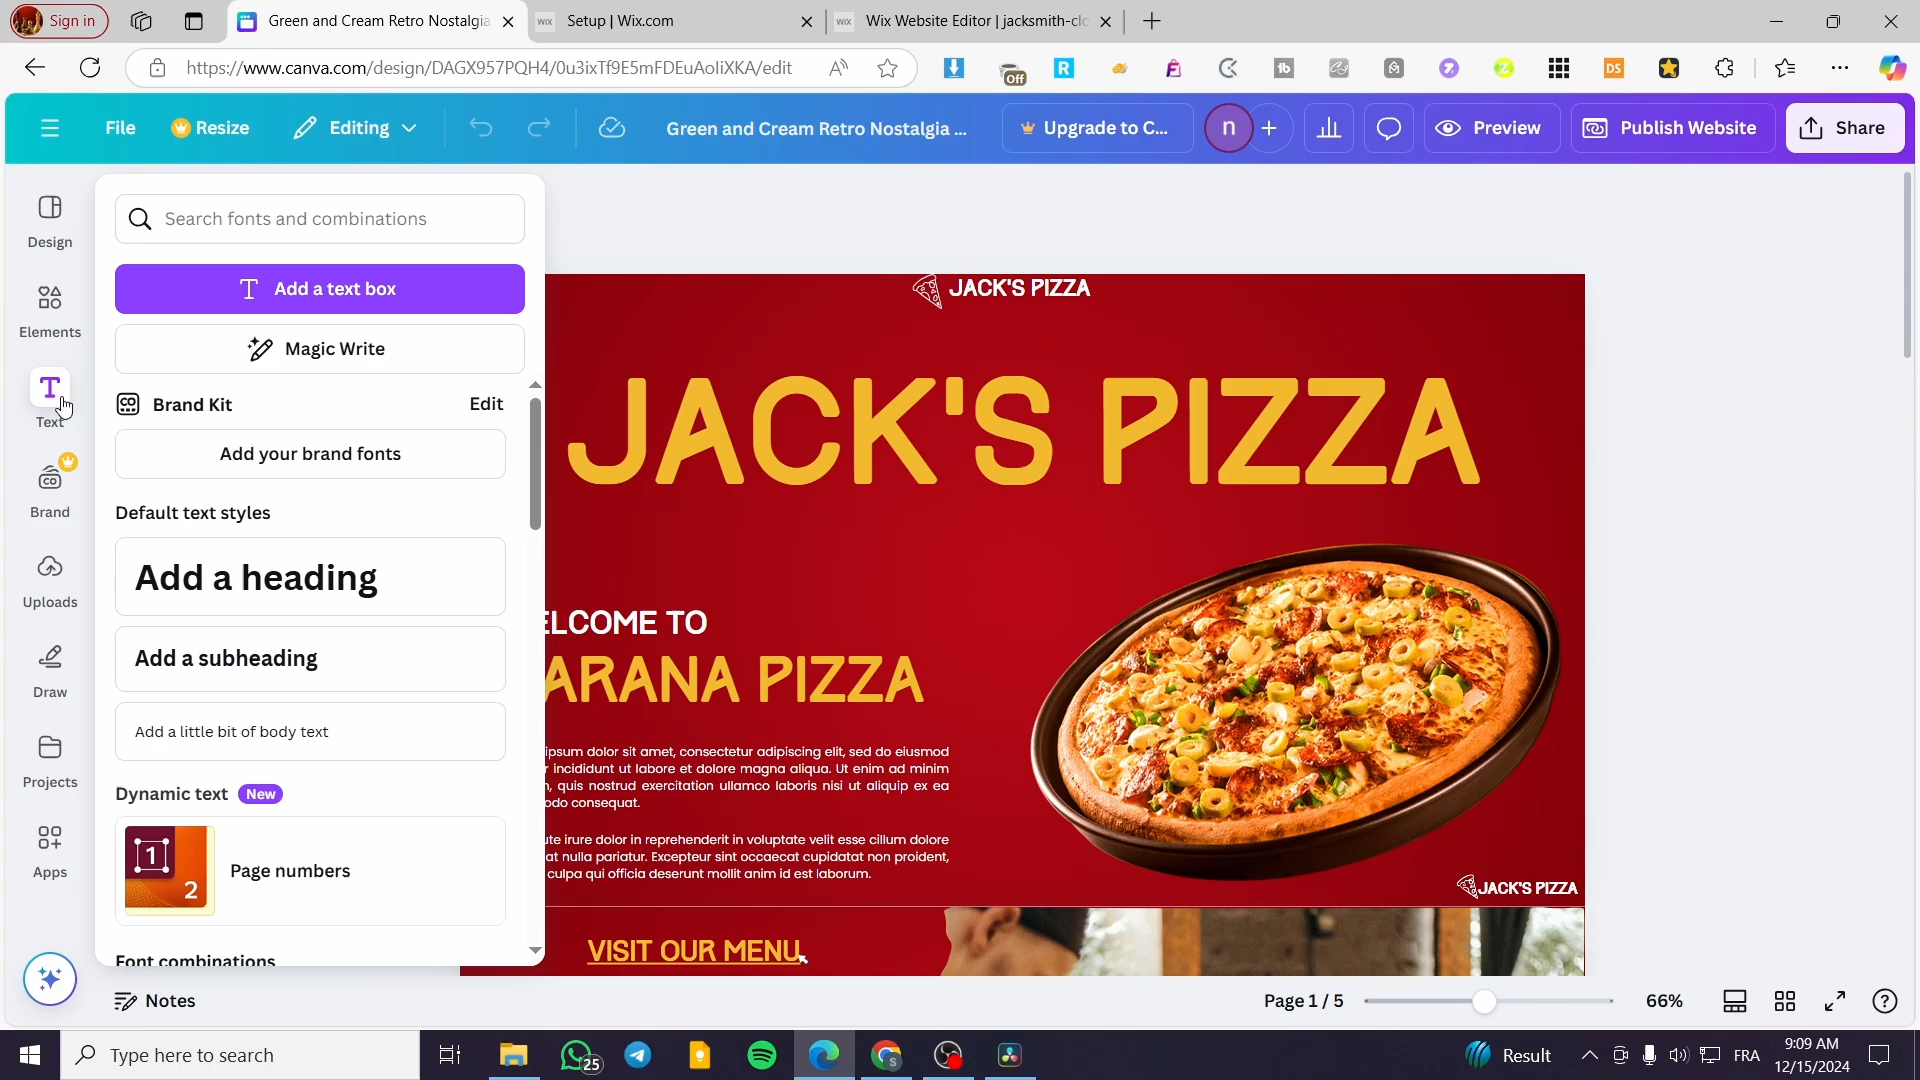 Sign in
Green and Cream Retro Nostalgia
WIX Setup | Wix.com
WIX Wix Website Editor | jacksmith-clo
https://www.canva.com/design/DAGX957PQH4/0u3ixTf9E5mFDEuAoliXKA/edit
Off
File
Resize
Editing
Green and Cream Retro Nostalgia ...
Upgrade to C...
n
Preview
Publish Website
Share
Design
Elements
Text
Brand
Uploads
Draw
Projects
Apps
Search fonts and combinations
Add a text box
Magic Write
Brand Kit
Edit
Add your brand fonts
Default text styles
Add a heading
Add a subheading
Add a little bit of body text
Dynamic text New
1
2
Page numbers
Font combinations
JACK'S PIZZA
JACK'S PIZZA
ELCOME TO
ARANA PIZZA
ipsum dolor sit amet, consectetur adipiscing elit, sed do eiusmod
r incididunt ut labore et dolore magna aliqua. Ut enim ad minim
, quis nostrud exercitation ullamco laboris nisi ut aliquip ex ea
odo consequat.
ute irure dolor in reprehenderit in voluptate velit esse cillum dolore
at nulla pariatur. Excepteur sint occaecat cupidatat non proident,
culpa qui officia deserunt mollit anim id est laborum.
JACK'S PIZZA
VISIT OUR MENU
Notes
Page 1 / 5
66%
Type here to search
25
Result
FRA
9:09 AM
12/15/2024